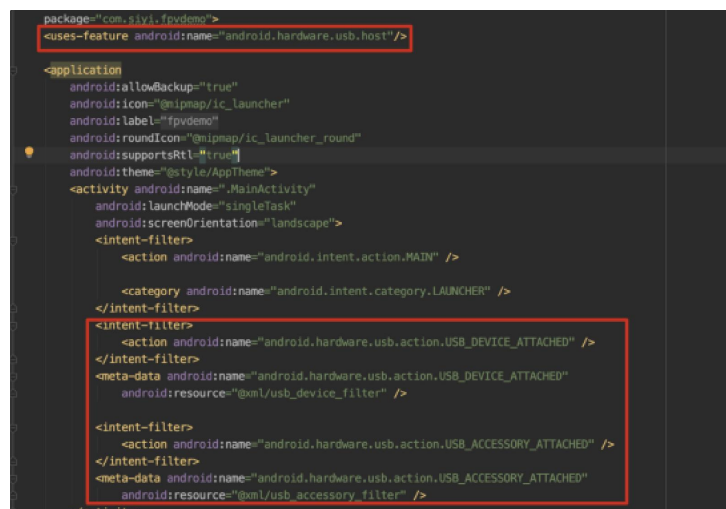 package="com.siyi.fpvdemo">
<uses-feature android:name="android.hardware.usb.host"/>
<application
android:allowBackup="true"
android:icon="@mipmap/ic_launcher"
android:label="fpvdemo"
android:roundIcon="@mipmap/ic_launcher_round"
android:supportsRtl="true"
android:theme="@style/AppTheme">
<activity android:name=".MainActivity"
android:launchMode="singleTask"
android:screenOrientation="landscape">
<intent-filter>
<action android:name="android.intent.action.MAIN" />
<category android:name="android.intent.category.LAUNCHER" />
</intent-filter>
<intent-filter>
<action android:name="android.hardware.usb.action.USB_DEVICE_ATTACHED" />
</intent-filter>
<meta-data android:name="android.hardware.usb.action.USB_DEVICE_ATTACHED"
android:resource="@xml/usb_device_filter" />
<intent-filter>
<action android:name="android.hardware.usb.action.USB_ACCESSORY_ATTACHED" />
</intent-filter>
<meta-data android:name="android.hardware.usb.action.USB_ACCESSORY_ATTACHED"
android:resource="@xml/usb_accessory_filter" />